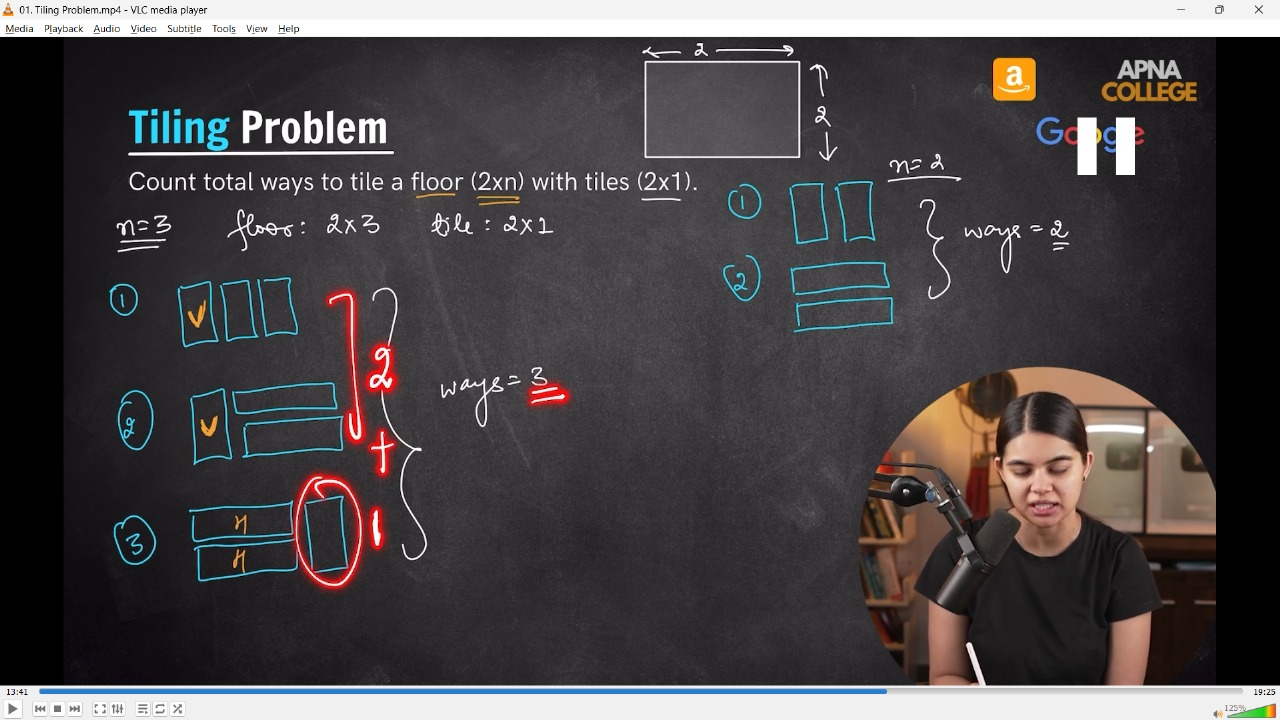 01. Tiling Problem.mp4 - VLC media player
Media Playback Audio Video Subtitle Tools View Help
2
2
a
APNA
COLLEGE
Google
Tiling Problem
Count total ways to tile a floor (2xn) with tiles (2x1).
n=3 floor: 2x3 tile: 2x1
n=2
1
2
ways = 2
1
V
2
V
3
H
H
2
+
1
ways = 3
13:41
19:25
125%